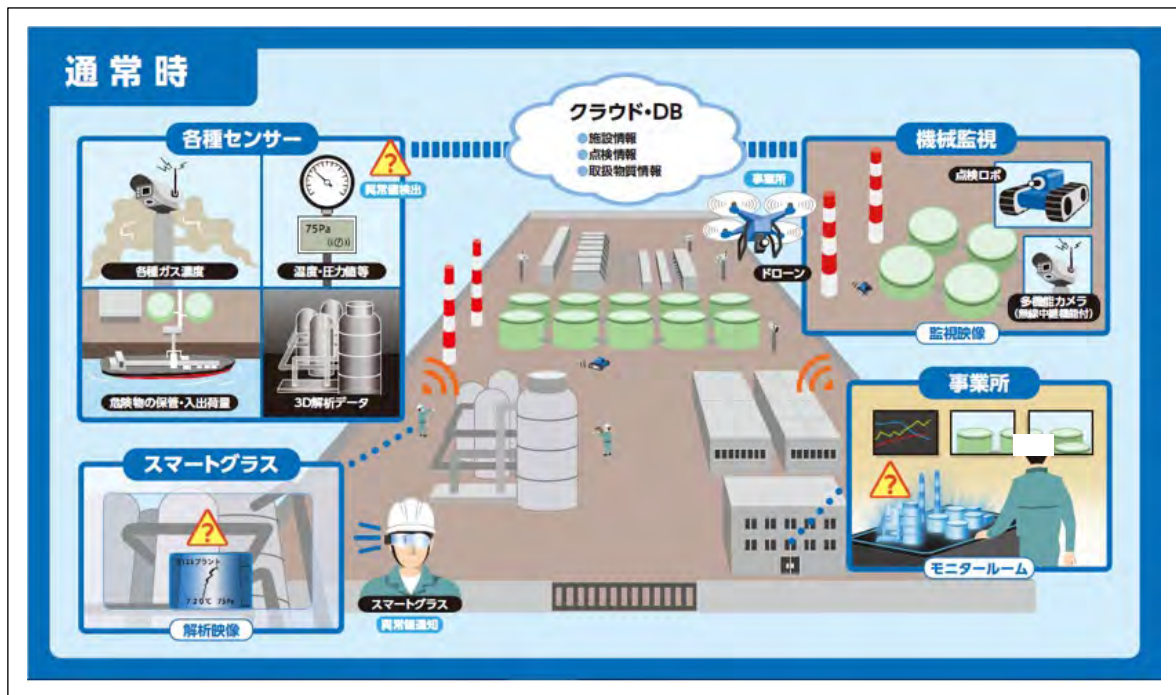 通常時
各種センサー
異常値検出
75Pa
各種ガス濃度
温度・圧力値等
危険物の保管・入出荷量
3D解析データ
クラウド・DB
施設情報
点検情報
取扱物質情報
事業所
ドローン
機械監視
点検ロボ
多機能カメラ
(無線中継機能付)
監視映像
スマートグラス
プラント
720℃ 75Pa
解析映像
スマートグラス
異常値通知
事業所
モニタールーム